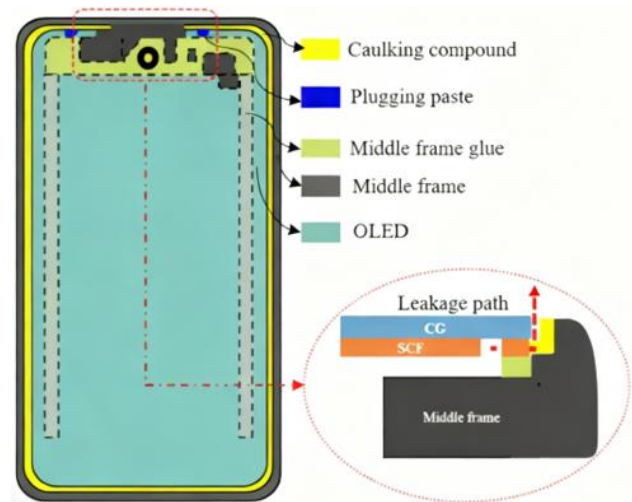 Caulking compound
Plugging paste
Middle frame glue
Middle frame
OLED
Leakage path
CG
SCF
Middle frame